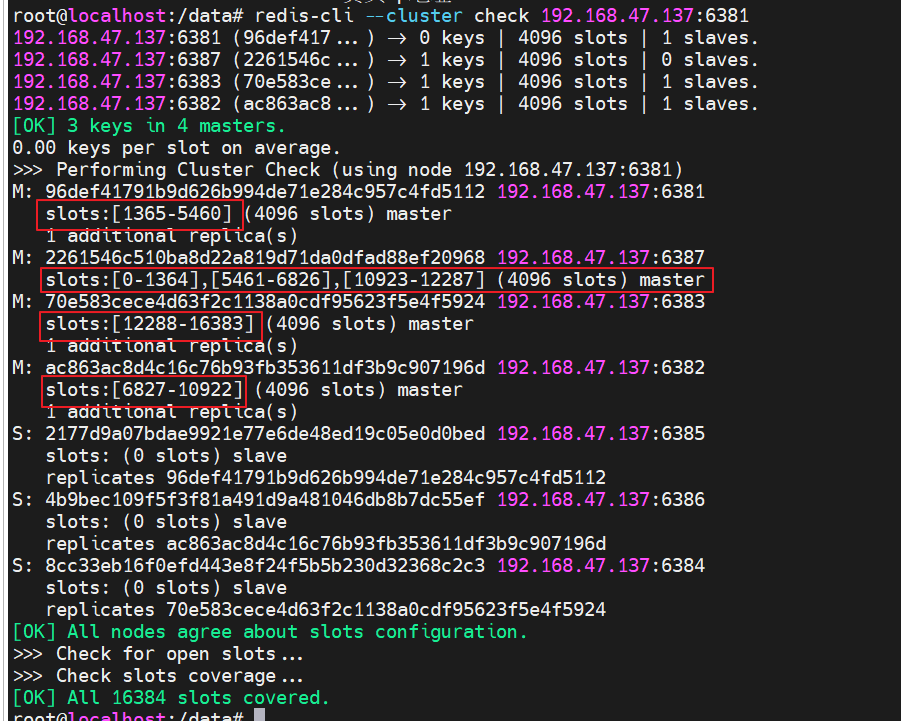 root@localhost:/data# redis-cli --cluster check 192.168.47.137:6381
192.168.47.137:6381 (96def417...) -> 0 keys | 4096 slots | 1 slaves.
192.168.47.137:6387 (2261546c...) -> 1 keys | 4096 slots | 0 slaves.
192.168.47.137:6383 (70e583ce...) -> 1 keys | 4096 slots | 1 slaves.
192.168.47.137:6382 (ac863ac8...) -> 1 keys | 4096 slots | 1 slaves.
[OK] 3 keys in 4 masters.
0.00 keys per slot on average.
>>> Performing Cluster Check (using node 192.168.47.137:6381)
M: 96def41791b9d626b994de71e284c957c4fd5112 192.168.47.137:6381
slots:[1365-5460] (4096 slots) master
1 additional replica(s)
M: 2261546c510ba8d22a819d71da0dfad88ef20968 192.168.47.137:6387
slots:[0-1364],[5461-6826],[10923-12287] (4096 slots) master
M: 70e583cece4d63f2c1138a0cdf95623f5e4f5924 192.168.47.137:6383
slots:[12288-16383] (4096 slots) master
1 additional replica(s)
M: ac863ac8d4c16c76b93fb353611df3b9c907196d 192.168.47.137:6382
slots:[6827-10922] (4096 slots) master
1 additional replica(s)
S: 2177d9a07bdae9921e77e6de48ed19c05e0d0bed 192.168.47.137:6385
slots: (0 slots) slave
replicates 96def41791b9d626b994de71e284c957c4fd5112
S: 4b9bec109f5f3f81a491d9a481046db8b7dc55ef 192.168.47.137:6386
slots: (0 slots) slave
replicates ac863ac8d4c16c76b93fb353611df3b9c907196d
S: 8cc33eb16f0efd443e8f24f5b5b230d32368c2c3 192.168.47.137:6384
slots: (0 slots) slave
replicates 70e583cece4d63f2c1138a0cdf95623f5e4f5924
[OK] All nodes agree about slots configuration.
>>> Check for open slots...
>>> Check slots coverage...
[OK] All 16384 slots covered.
root@localhost:/data#